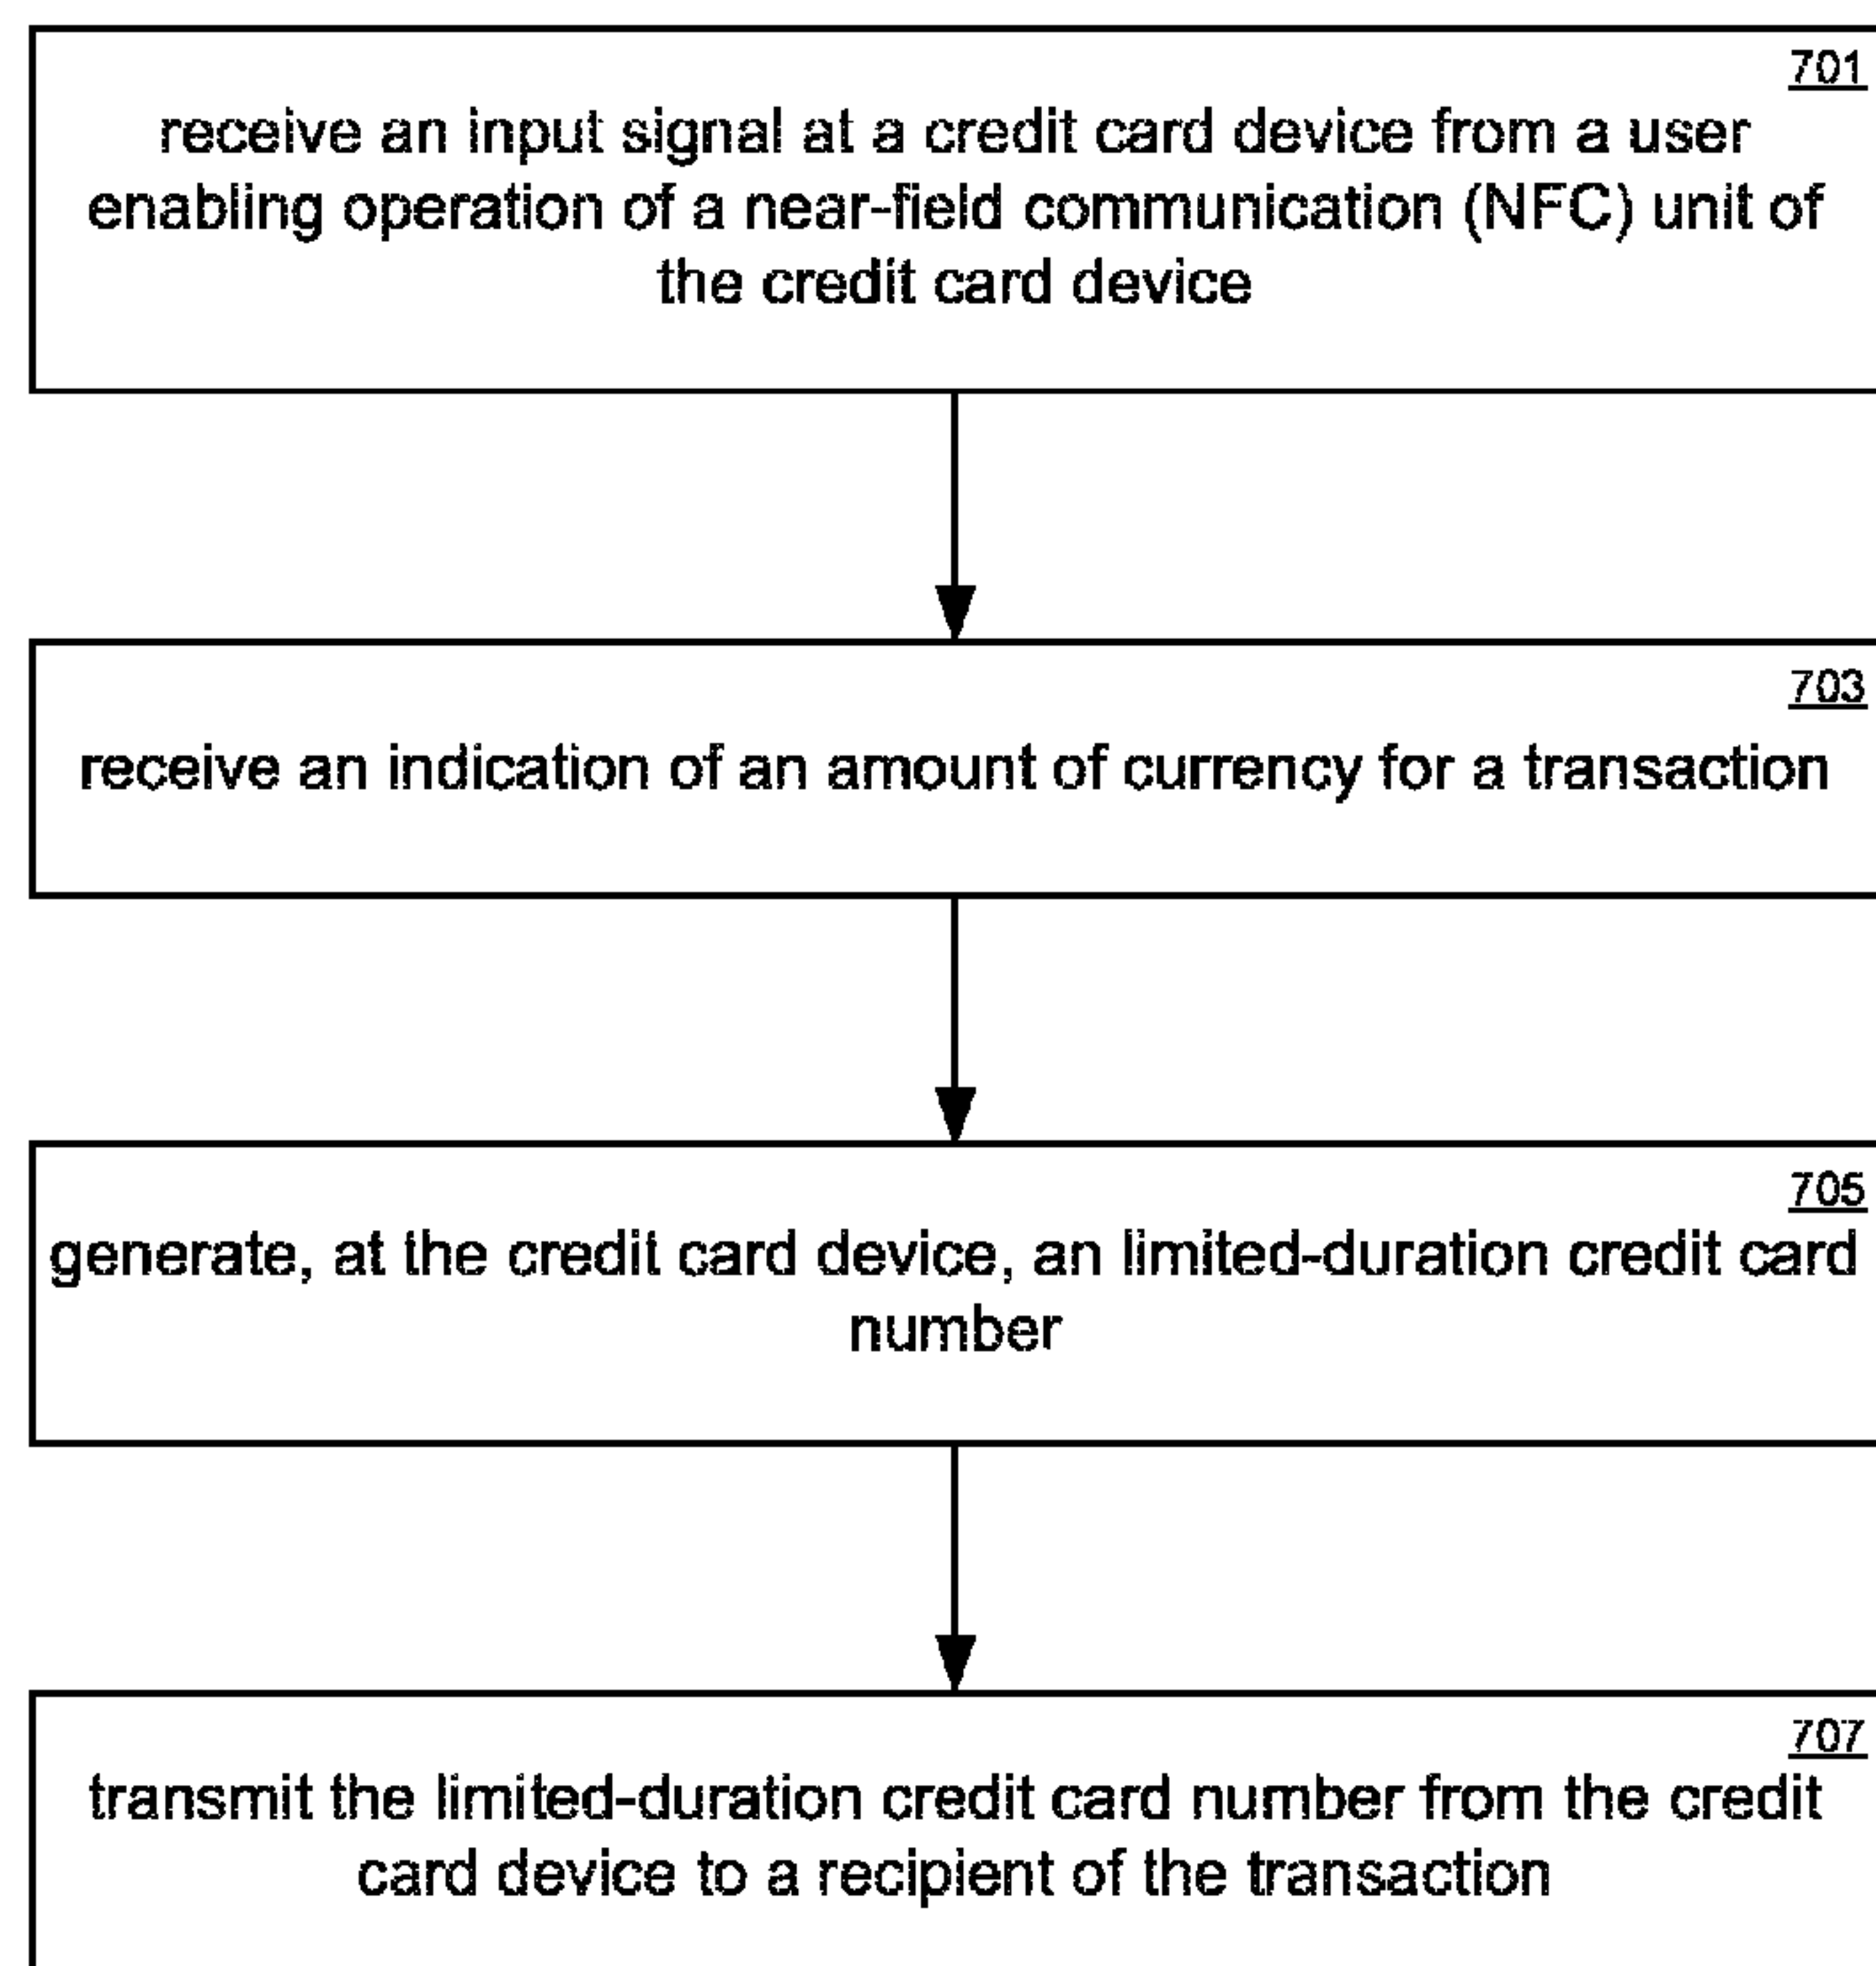 701
receive an input signal at a credit card device from a user
enabling operation of a near-field communication (NFC) unit of
the credit card device
703
receive an indication of an amount of currency for a transaction
705
generate, at the credit card device, an limited-duration credit card
number
707
transmit the limited-duration credit card number from the credit
card device to a recipient of the transaction